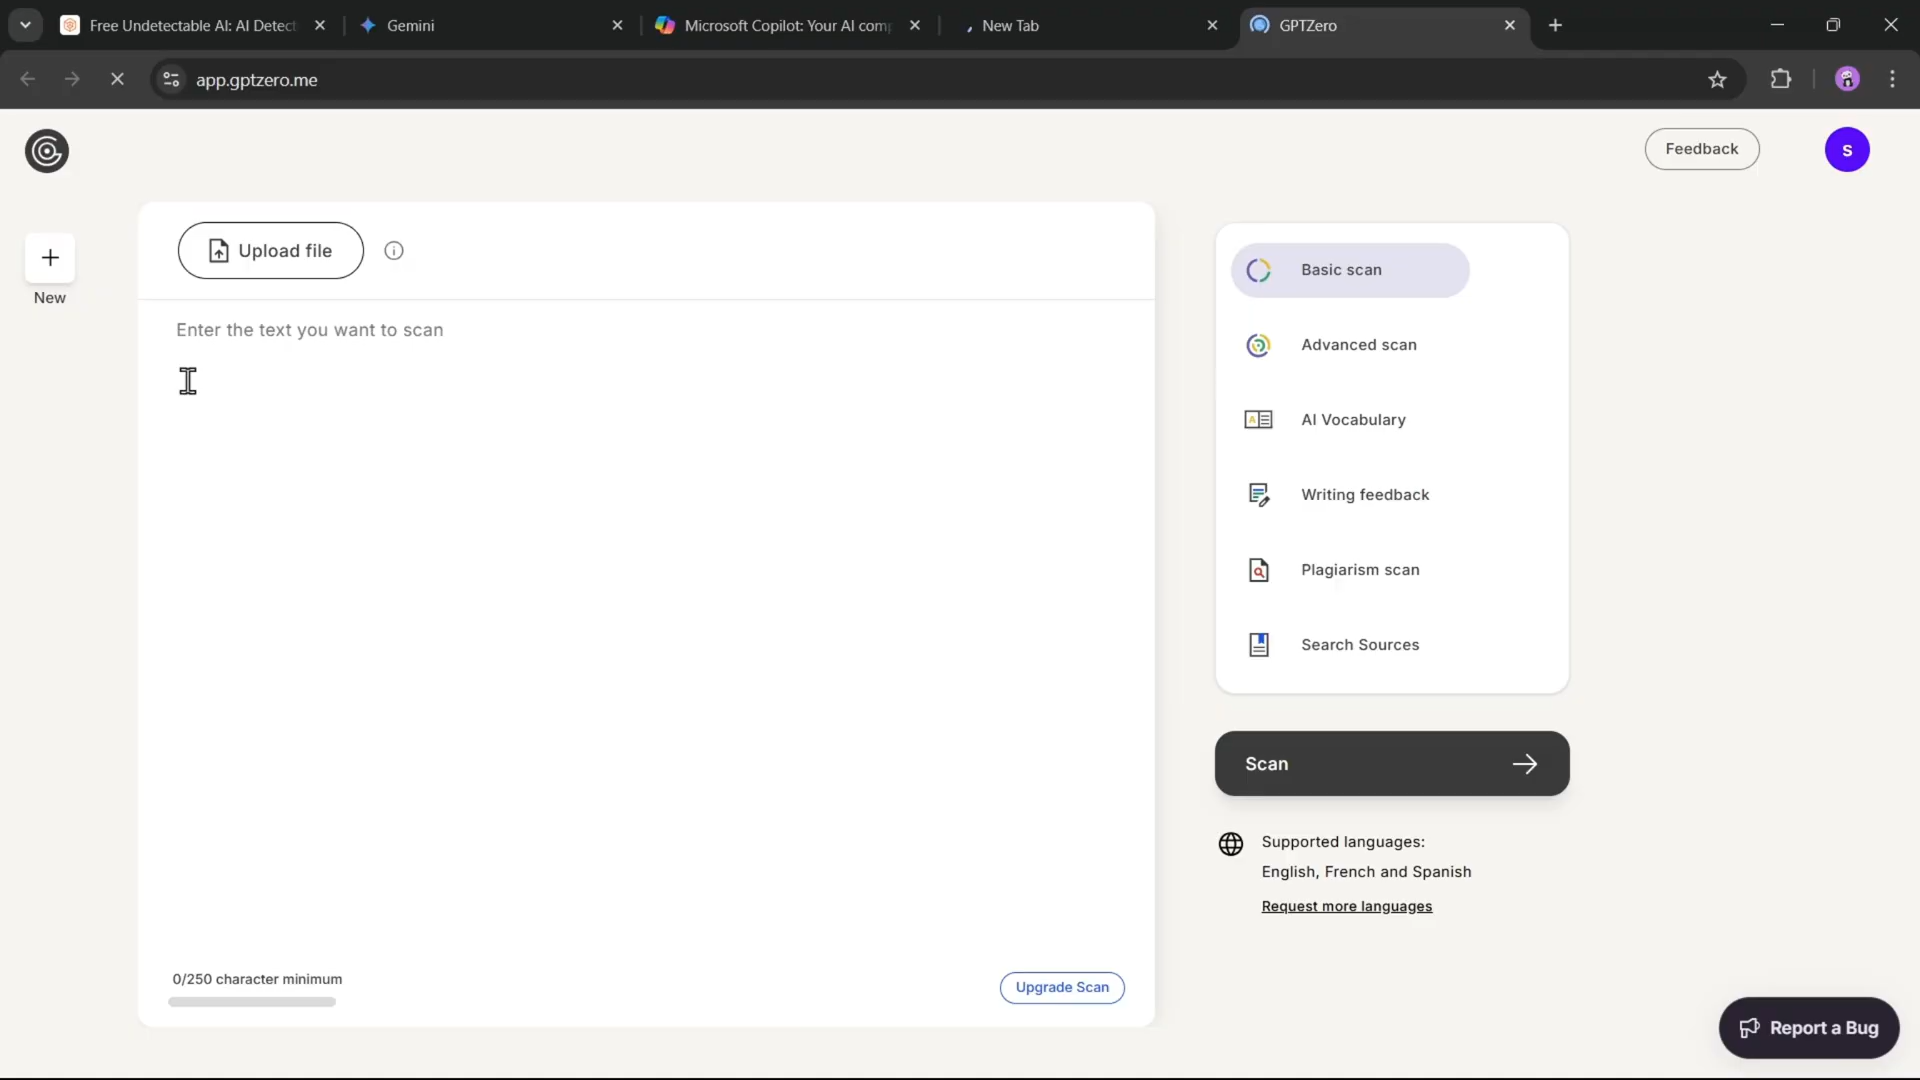 Free Undetectable AI: AI Detect
Gemini
Microsoft Copilot: Your AI com
New Tab
GPTZero
app.gptzero.me
Feedback
S
New
Upload file
Enter the text you want to scan
0/250 character minimum
Upgrade Scan
Basic scan
Advanced scan
AI Vocabulary
Writing feedback
Plagiarism scan
Search Sources
Scan
Supported languages:
English, French and Spanish
Request more languages
Report a Bug